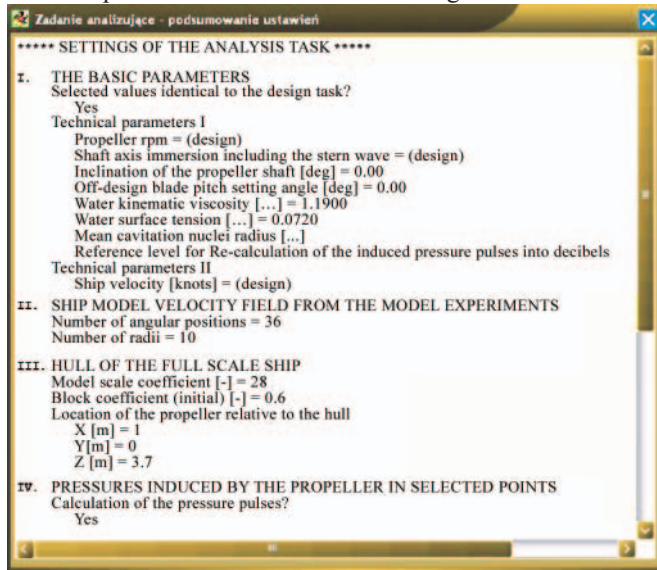 Zadanie analizujące - podsumowanie ustawień
***** SETTINGS OF THE ANALYSIS TASK *****
I. THE BASIC PARAMETERS
Selected values identical to the design task?
Yes
Technical parameters I
Propeller rpm = (design)
Shaft axis immersion including the stern wave = (design)
Inclination of the propeller shaft [deg] = 0.00
Off-design blade pitch setting angle [deg] = 0.00
Water kinematic viscosity [...] = 1.1900
Water surface tension [...] = 0.0720
Mean cavitation nuclei radius [...]
Reference level for Re-calculation of the induced pressure pulses into decibels
Technical parameters II
Ship velocity [knots] = (design)
II. SHIP MODEL VELOCITY FIELD FROM THE MODEL EXPERIMENTS
Number of angular positions = 36
Number of radii = 10
III. HULL OF THE FULL SCALE SHIP
Model scale coefficient [-] = 28
Block coefficient (initial) [-] = 0.6
Location of the propeller relative to the hull
X [m] = 1
Y[m] = 0
Z [m] = 3.7
IV. PRESSURES INDUCED BY THE PROPELLER IN SELECTED POINTS
Calculation of the pressure pulses?
Yes